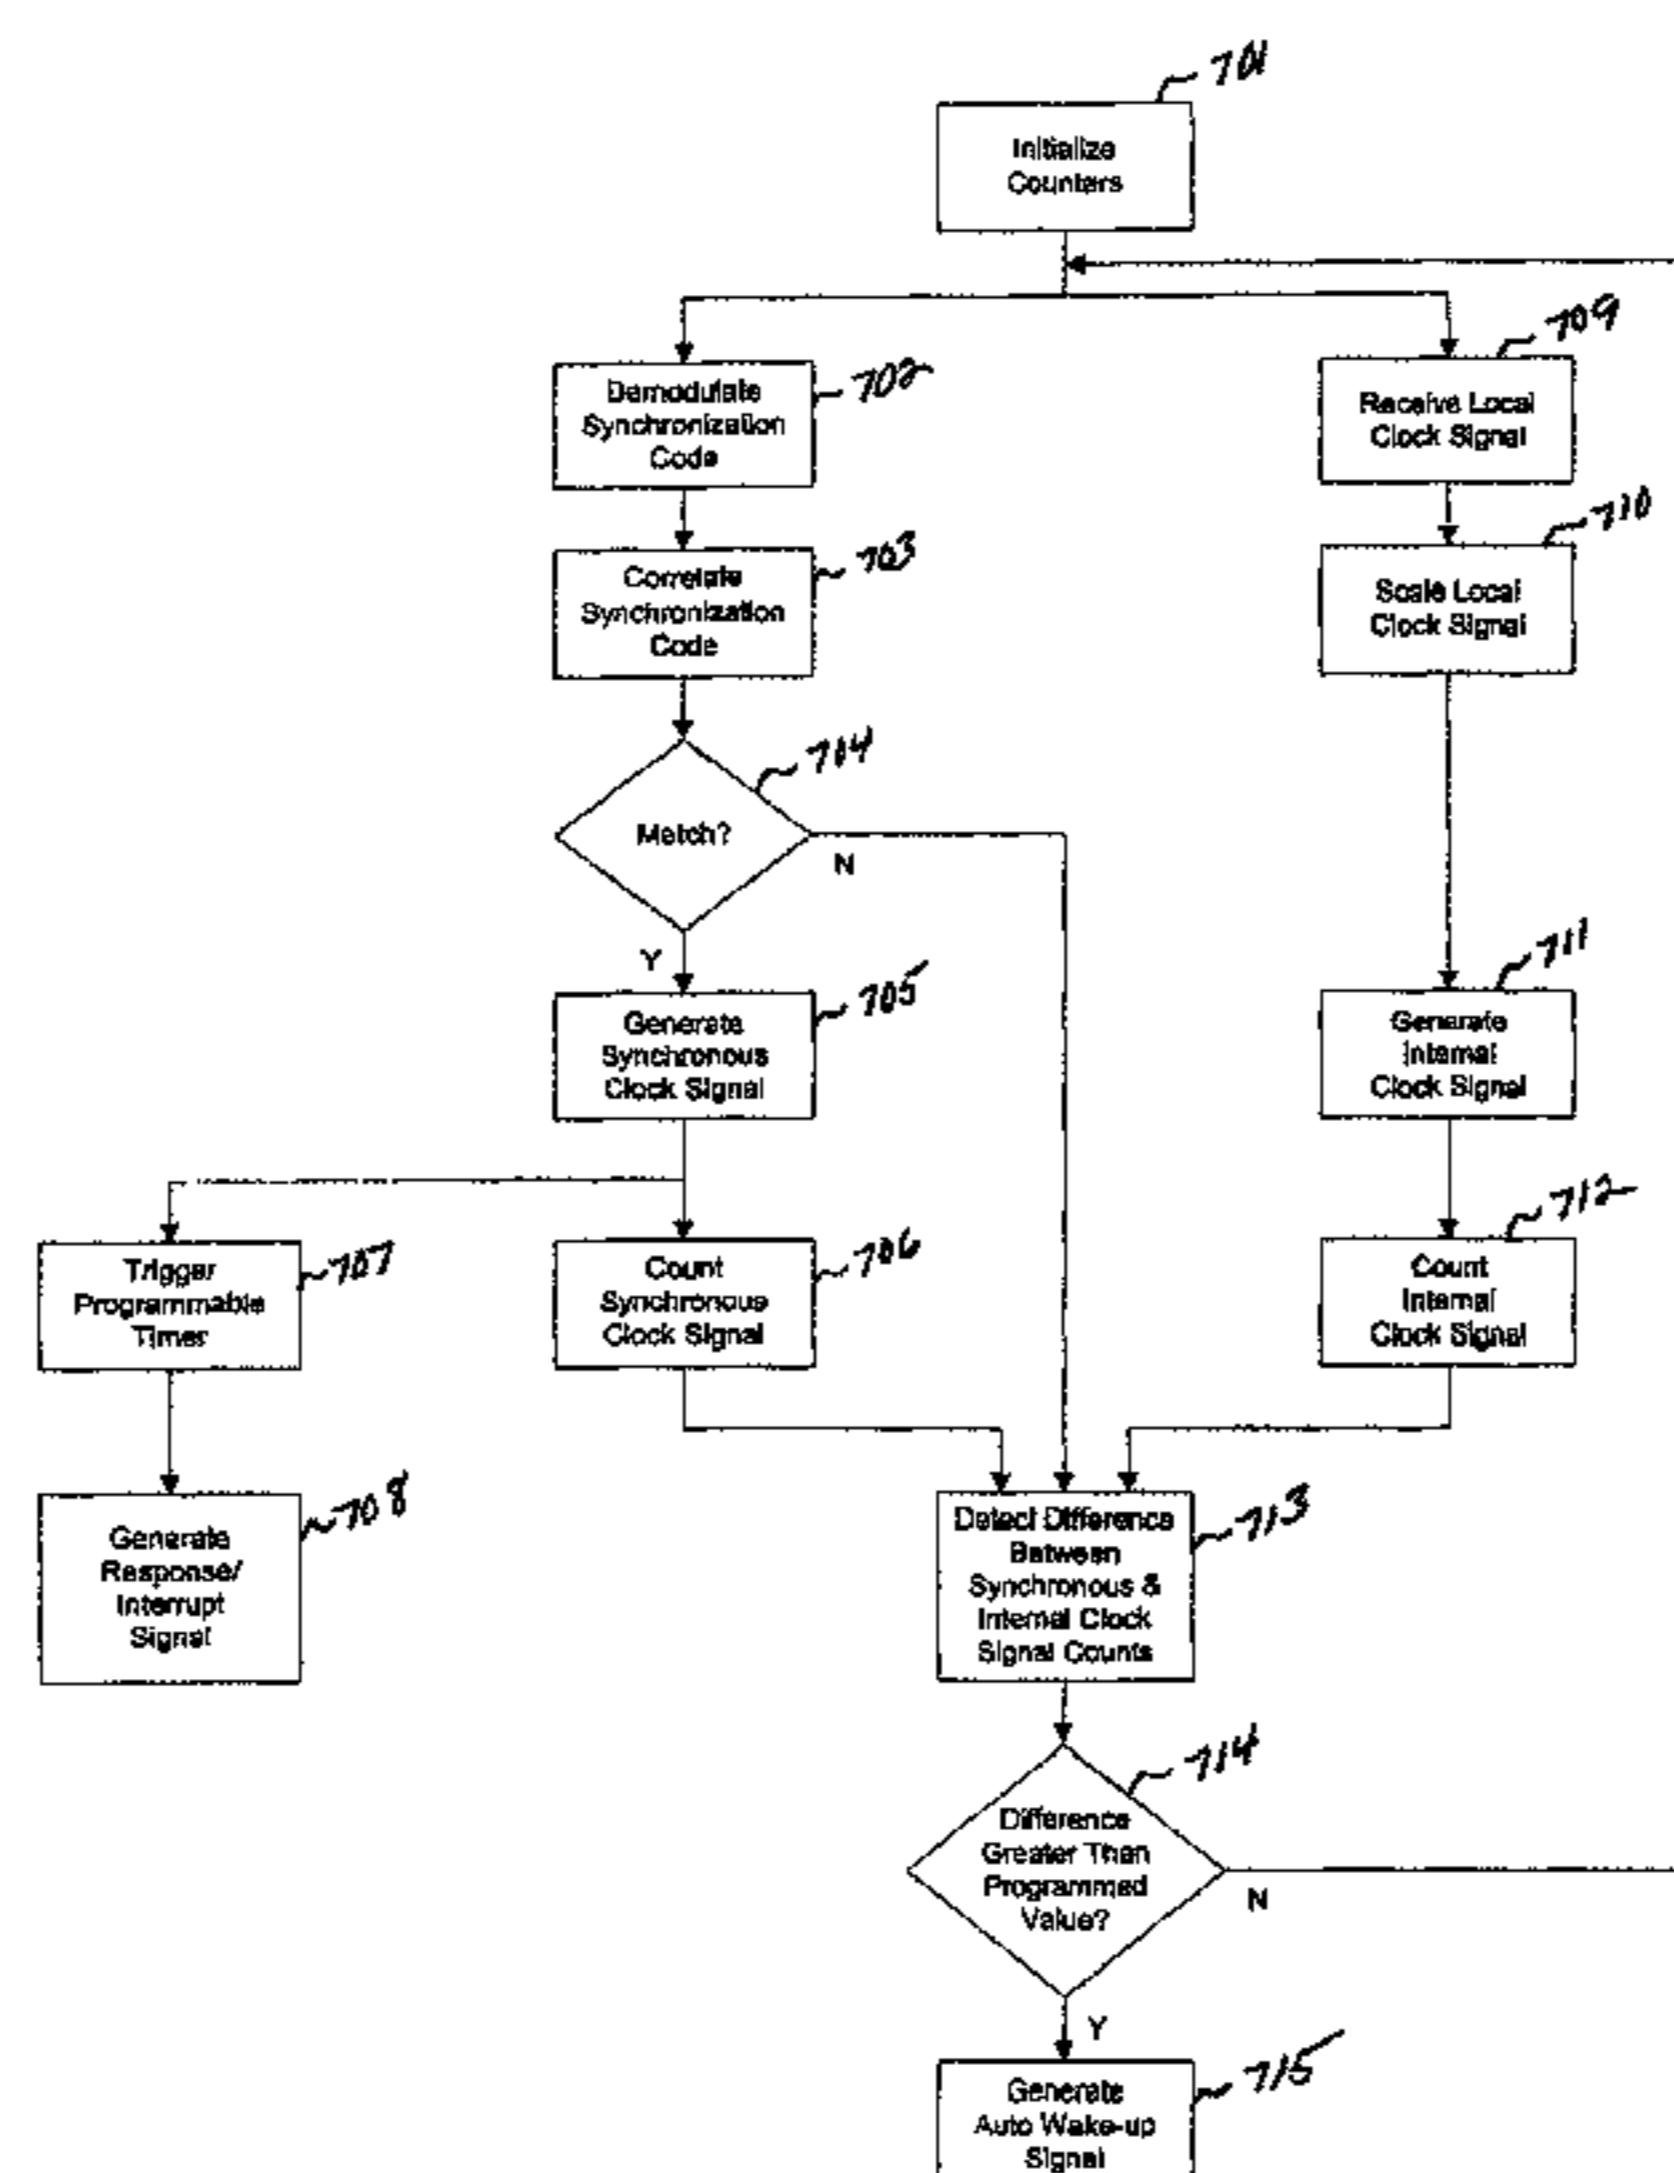 701
Initialize
Counters
709
702
Demodulate
Synchronization
Code
Receive Local
Clock Signal
710
703
Correlate
Synchronization
Code
Scale Local
Clock Signal
704
Match?
N
Y
711
705
Generate
Synchronous
Clock Signal
Generate
Internal
Clock Signal
712
707
Trigger
Programmable
Timer
706
Count
Synchronous
Clock Signal
Count
Internal
Clock Signal
708
Generate
Response/
Interrupt
Signal
713
Detect Difference
Between
Synchronous &
Internal Clock
Signal Counts
714
Difference
Greater Than
Programmed
Value?
N
Y
715
Generate
Auto Wake-up
Signal